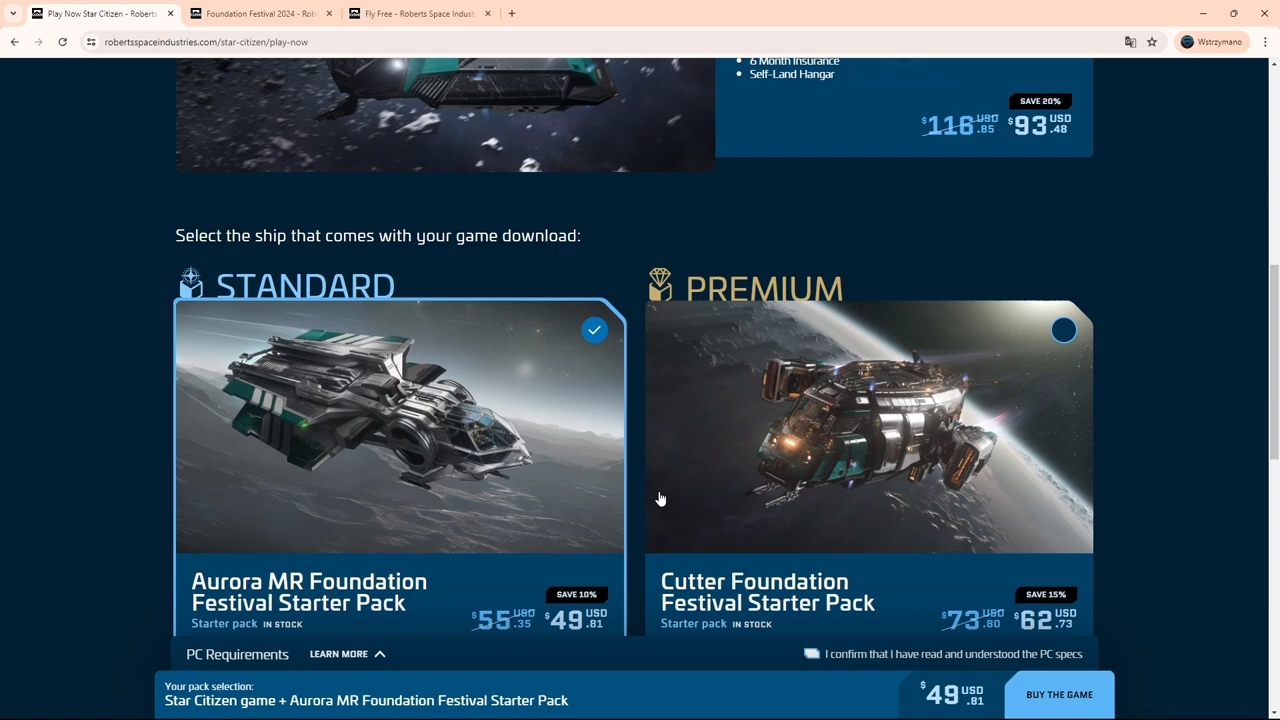 Play Now Star Citizen - Roberts
Foundation Festival 2024 - Rob
Fly Free - Roberts Space Indust
robertsspaceindustries.com/star-citizen/play-now
Wstrzymano
6 Month Insurance
Self-Land Hangar
SAVE 20%
$116 USD .85 $93 USD .48
Select the ship that comes with your game download:
STANDARD
PREMIUM
Aurora MR Foundation
Festival Starter Pack
Starter pack IN STOCK
SAVE 10%
$55 USD .35 $49 USD .81
Cutter Foundation
Festival Starter Pack
Starter pack IN STOCK
SAVE 15%
$73 USD .80 $62 USD .73
PC Requirements LEARN MORE
I confirm that I have read and understood the PC specs
Your pack selection:
Star Citizen game + Aurora MR Foundation Festival Starter Pack
$49 USD .81
BUY THE GAME